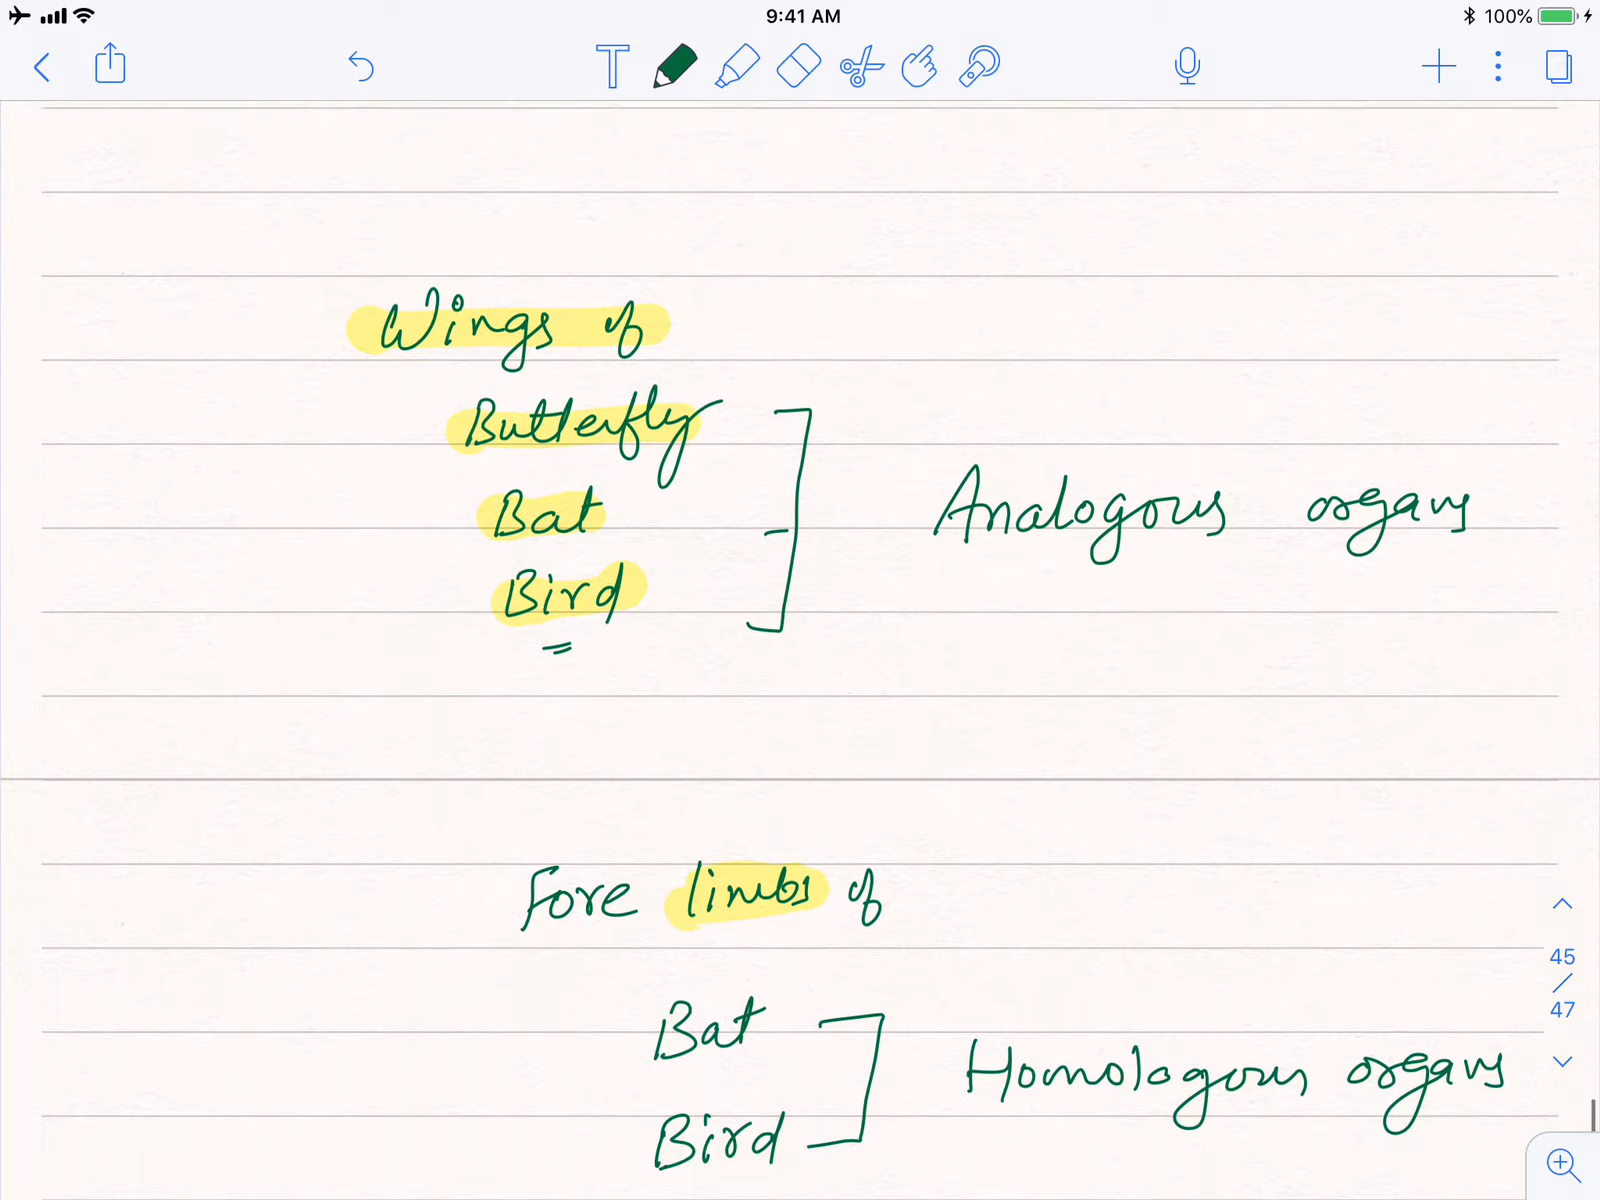 9:41 AM
100%
T
Wings of
Butterfly
Bat
Analogous organs
Bird
Fore limbs of
45
/
47
Bat
Homologous organs
Bird